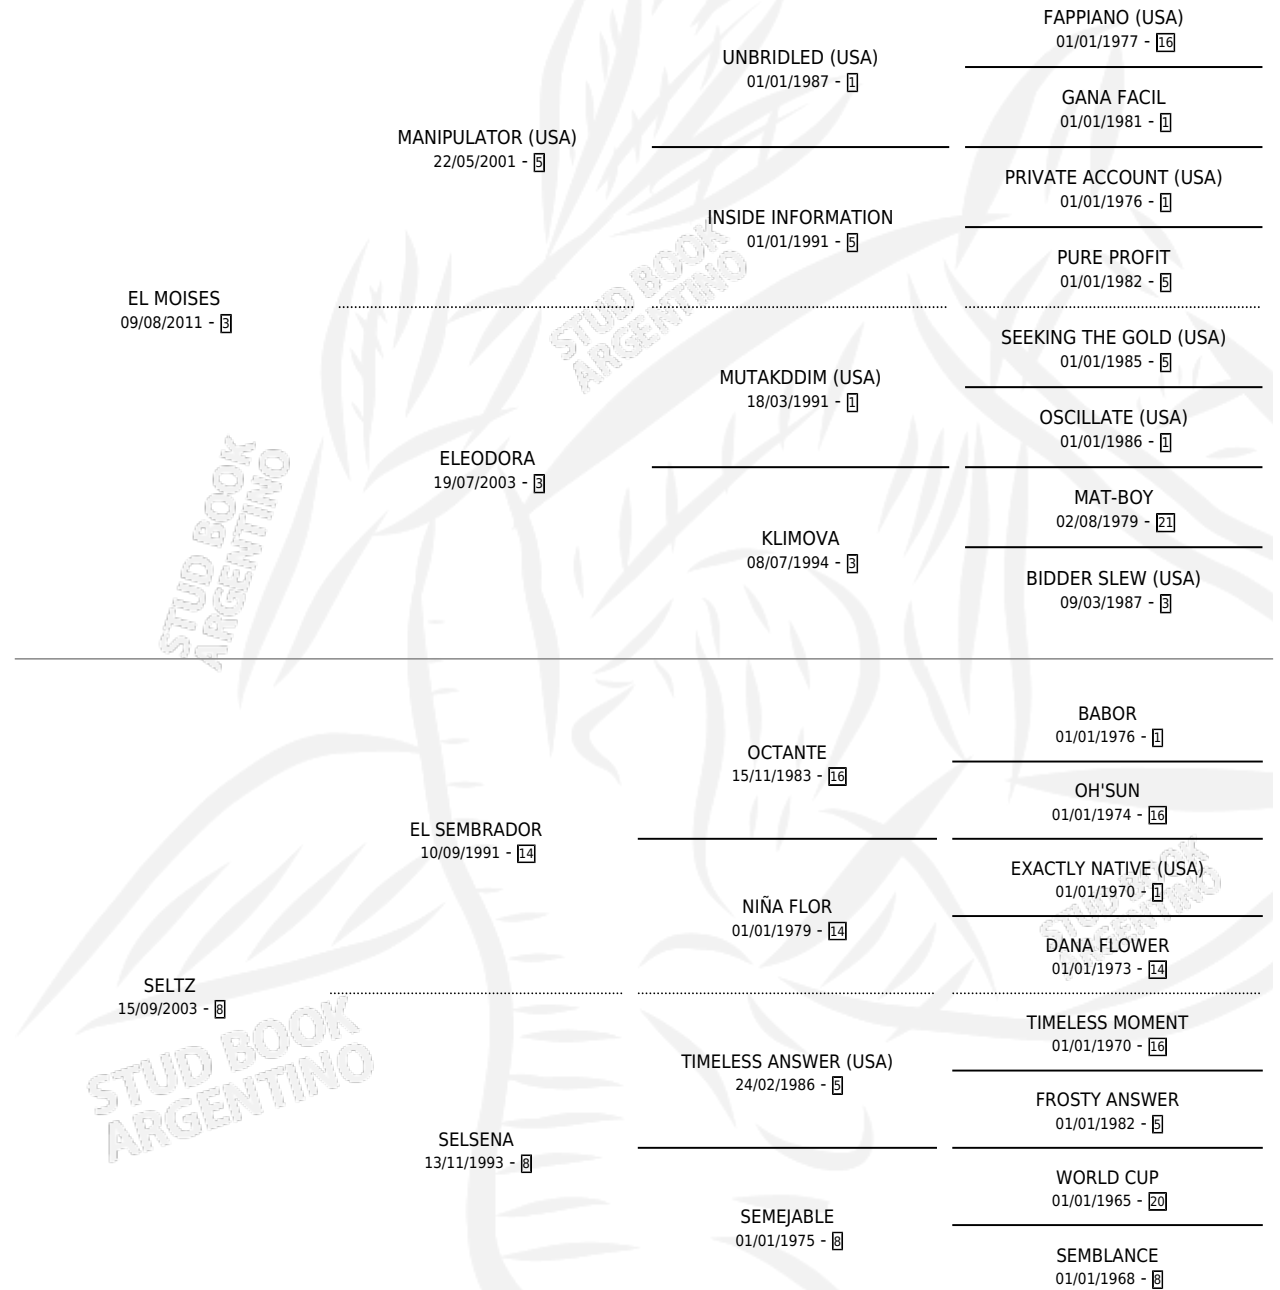 FAPPIANO (USA)
01/01/1977 - 16
UNBRIDLED (USA)
01/01/1987 - 1
GANA FACIL
01/01/1981 - 1
MANIPULATOR (USA)
22/05/2001 - 5
PRIVATE ACCOUNT (USA)
01/01/1976 - 1
INSIDE INFORMATION
01/01/1991 - 5
PURE PROFIT
01/01/1982 - 5
EL MOISES
09/08/2011 - 3
STUD BOOK
ARGENTINO
SEEKING THE GOLD (USA)
01/01/1985 - 5
MUTAKDDIM (USA)
18/03/1991 - 1
OSCILLATE (USA)
01/01/1986 - 1
ELEODORA
19/07/2003 - 3
MAT-BOY
02/08/1979 - 21
KLIMOVA
08/07/1994 - 3
BIDDER SLEW (USA)
09/03/1987 - 3
STUD BOOK
ARGENTINO
BABOR
01/01/1976 - 1
OCTANTE
15/11/1983 - 16
OH'SUN
01/01/1974 - 16
EL SEMBRADOR
10/09/1991 - 14
EXACTLY NATIVE (USA)
01/01/1970 - 1
NIÑA FLOR
01/01/1979 - 14
STUD BOOK
ARGENTINO
DANA FLOWER
01/01/1973 - 14
SELTZ
15/09/2003 - 8
STUD BOOK
ARGENTINO
TIMELESS MOMENT
01/01/1970 - 16
TIMELESS ANSWER (USA)
24/02/1986 - 5
FROSTY ANSWER
01/01/1982 - 5
SELSENA
13/11/1993 - 8
WORLD CUP
01/01/1965 - 20
SEMEJABLE
01/01/1975 - 8
SEMBLANCE
01/01/1968 - 8